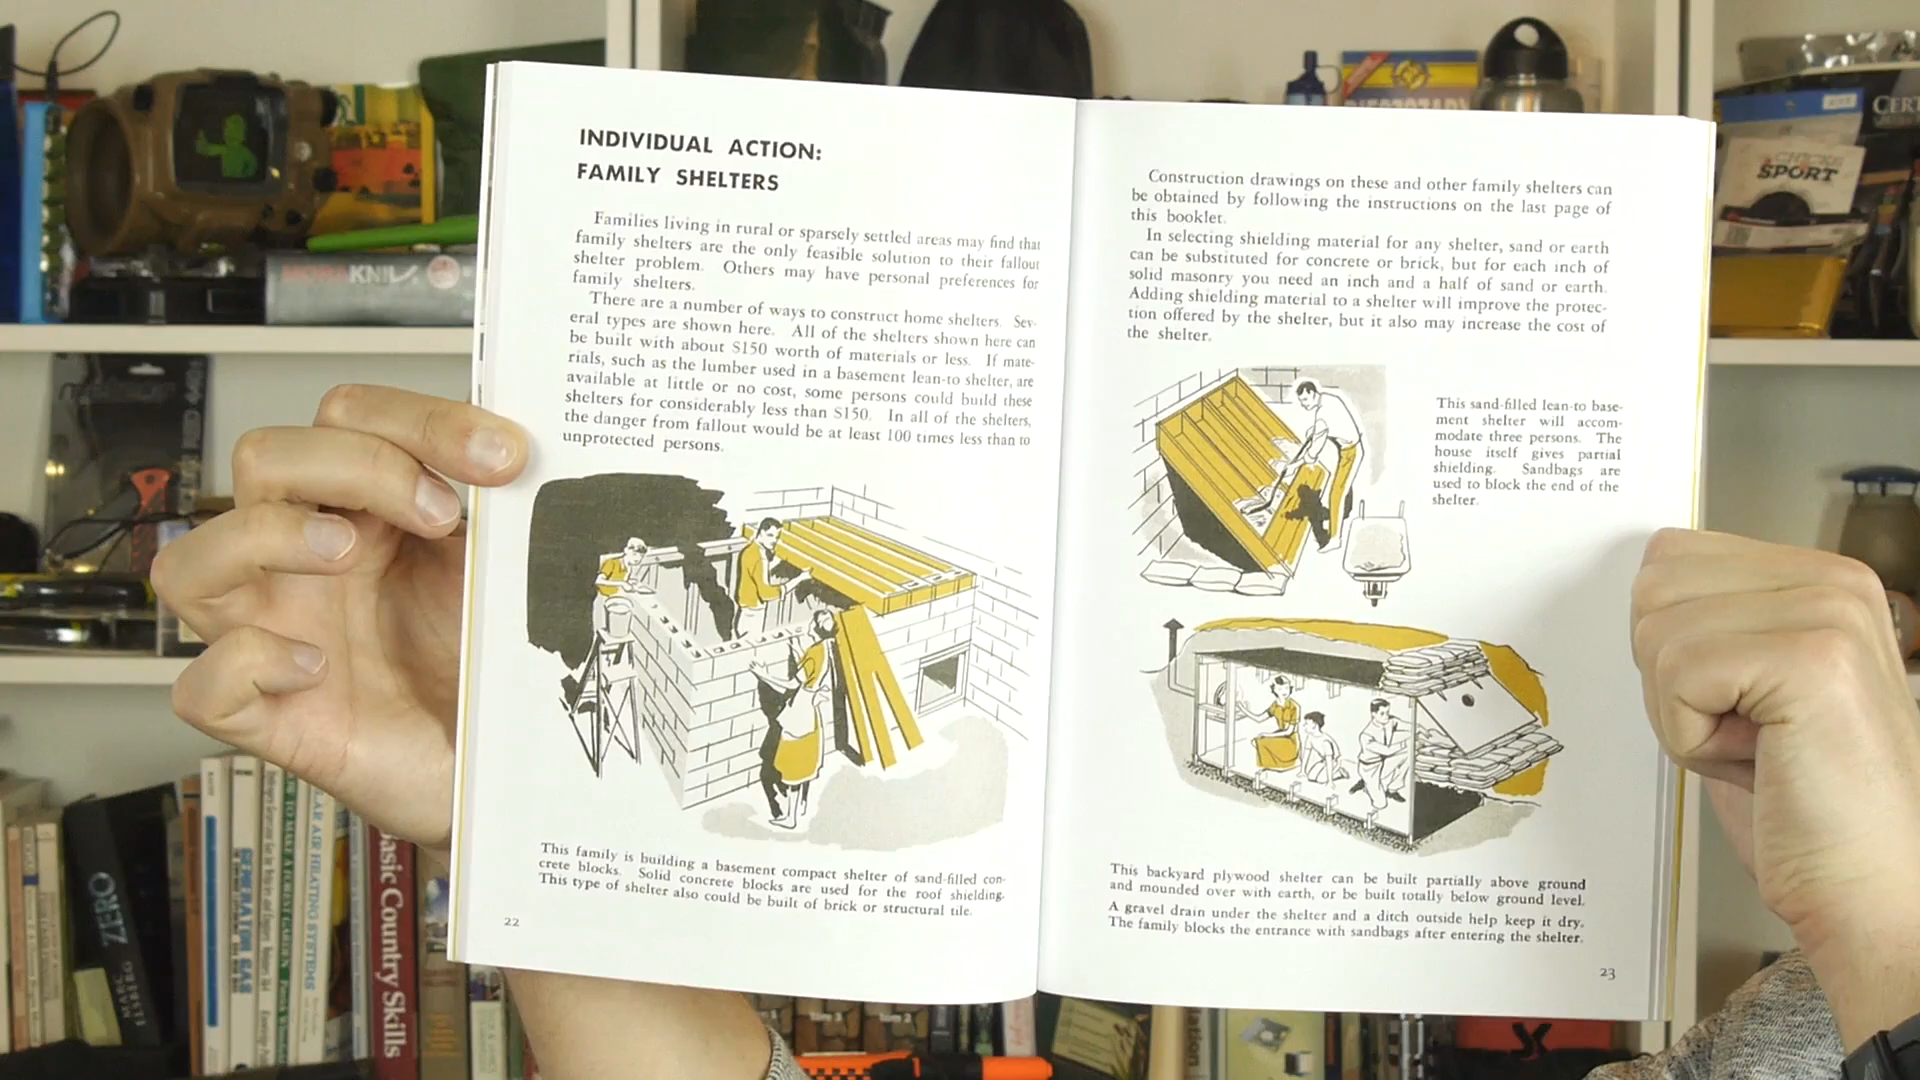 INDIVIDUAL ACTION:
FAMILY SHELTERS
Families living in rural or sparsely settled areas may find that
family shelters are the only feasible solution to their fallout
shelter problem. Others may have personal preferences for
family shelters.
There are a number of ways to construct home shelters. Sev-
eral types are shown here. All of the shelters shown here can
be built with about $150 worth of materials or less. If mate-
rials, such as the lumber used in a basement lean-to shelter, are
available at little or no cost, some persons could build these
shelters for considerably less than $150. In all of the shelters,
the danger from fallout would be at least 100 times less than to
unprotected persons.
This family is building a basement compact shelter of sand-filled con-
crete blocks. Solid concrete blocks are used for the roof shielding.
This type of shelter also could be built of brick or structural tile.
22
Construction drawings on these and other family shelters can
be obtained by following the instructions on the last page of
this booklet.
In selecting shielding material for any shelter, sand or earth
can be substituted for concrete or brick, but for each inch of
solid masonry you need an inch and a half of sand or earth.
Adding shielding material to a shelter will improve the protec-
tion offered by the shelter, but it also may increase the cost of
the shelter.
This sand-filled lean-to base-
ment shelter will accom-
modate three persons. The
house itself gives partial
shielding. Sandbags are
used to block the end of the
shelter.
This backyard plywood shelter can be built partially above ground
and mounded over with earth, or be built totally below ground level.
A gravel drain under the shelter and a ditch outside help keep it dry.
The family blocks the entrance with sandbags after entering the shelter.
23
SPORT
CERT
ZERO
MARC
GENERATOR GAS
HEATING SYSTEMS
Basic Country Skills